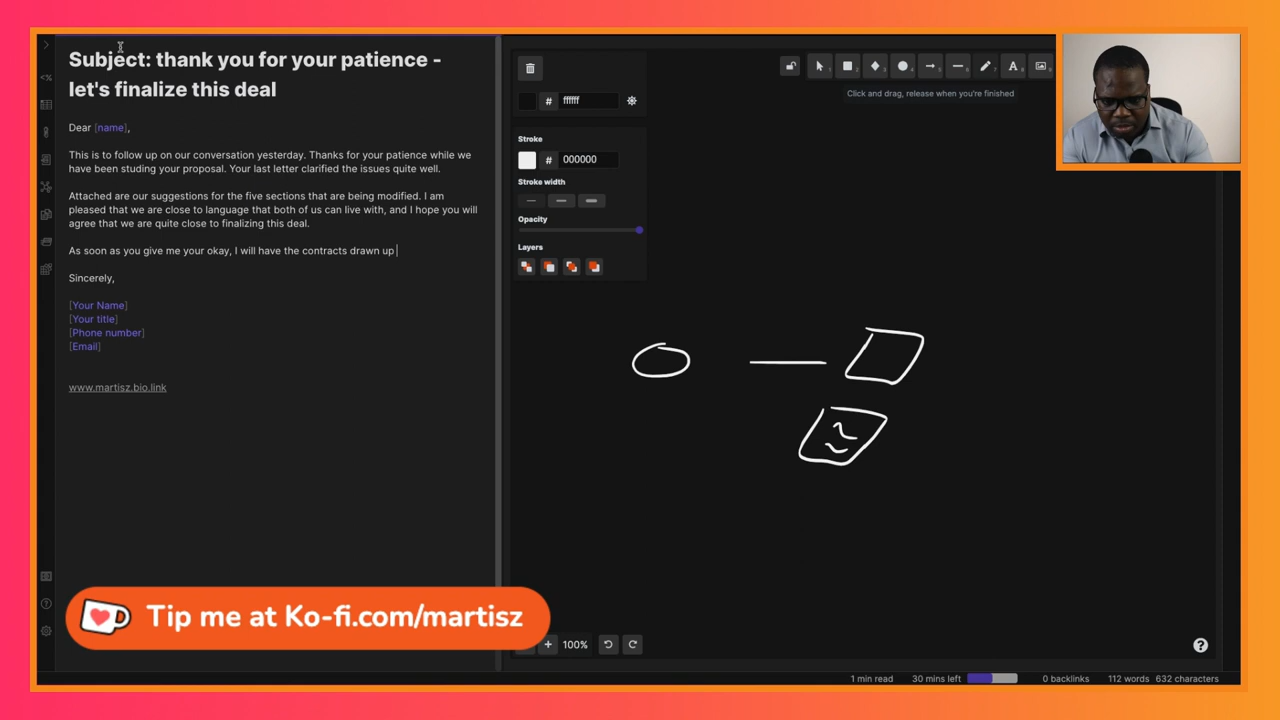 Subject: thank you for your patience -
let's finalize this deal
Dear [name],
This is to follow up on our conversation yesterday. Thanks for your patience while we
have been studing your proposal. Your last letter clarified the issues quite well.
Attached are our suggestions for the five sections that are being modified. I am
pleased that we are close to language that both of us can live with, and I hope you will
agree that we are quite close to finalizing this deal.
As soon as you give me your okay, I will have the contracts drawn up
Sincerely,
[Your Name]
[Your title]
[Phone number]
[Email]
www.martisz.bio.link
Tip me at Ko-fi.com/martisz
# ffffff
Stroke
# 000000
Stroke width
Opacity
Layers
A
Click and drag, release when you're finished
+ 100%
?
1 min read 30 mins left 0 backlinks 112 words 632 characters